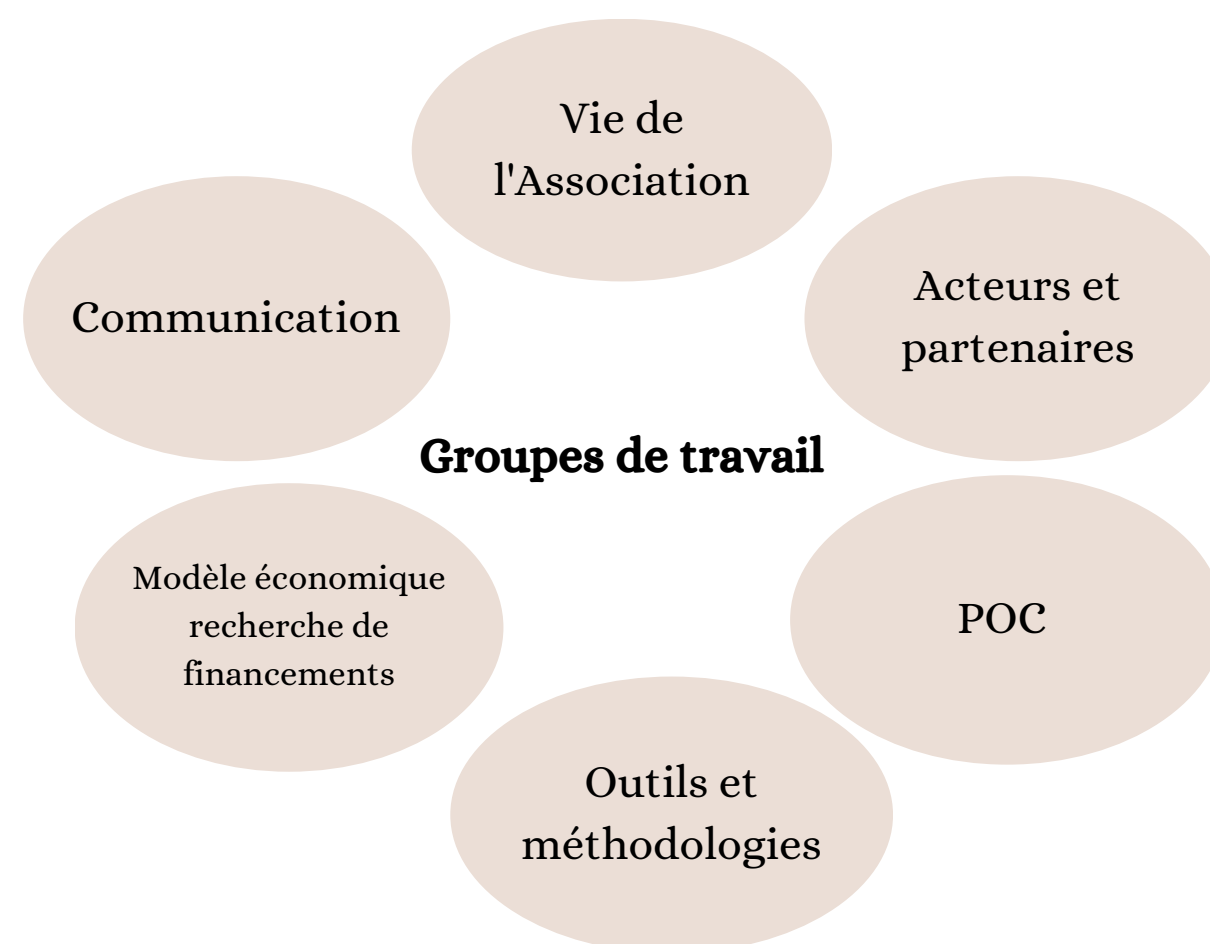 Vie de
l'Association
Communication
Acteurs et
partenaires
Groupes de travail
Modèle économique
recherche de
financements
POC
Outils et
méthodologies